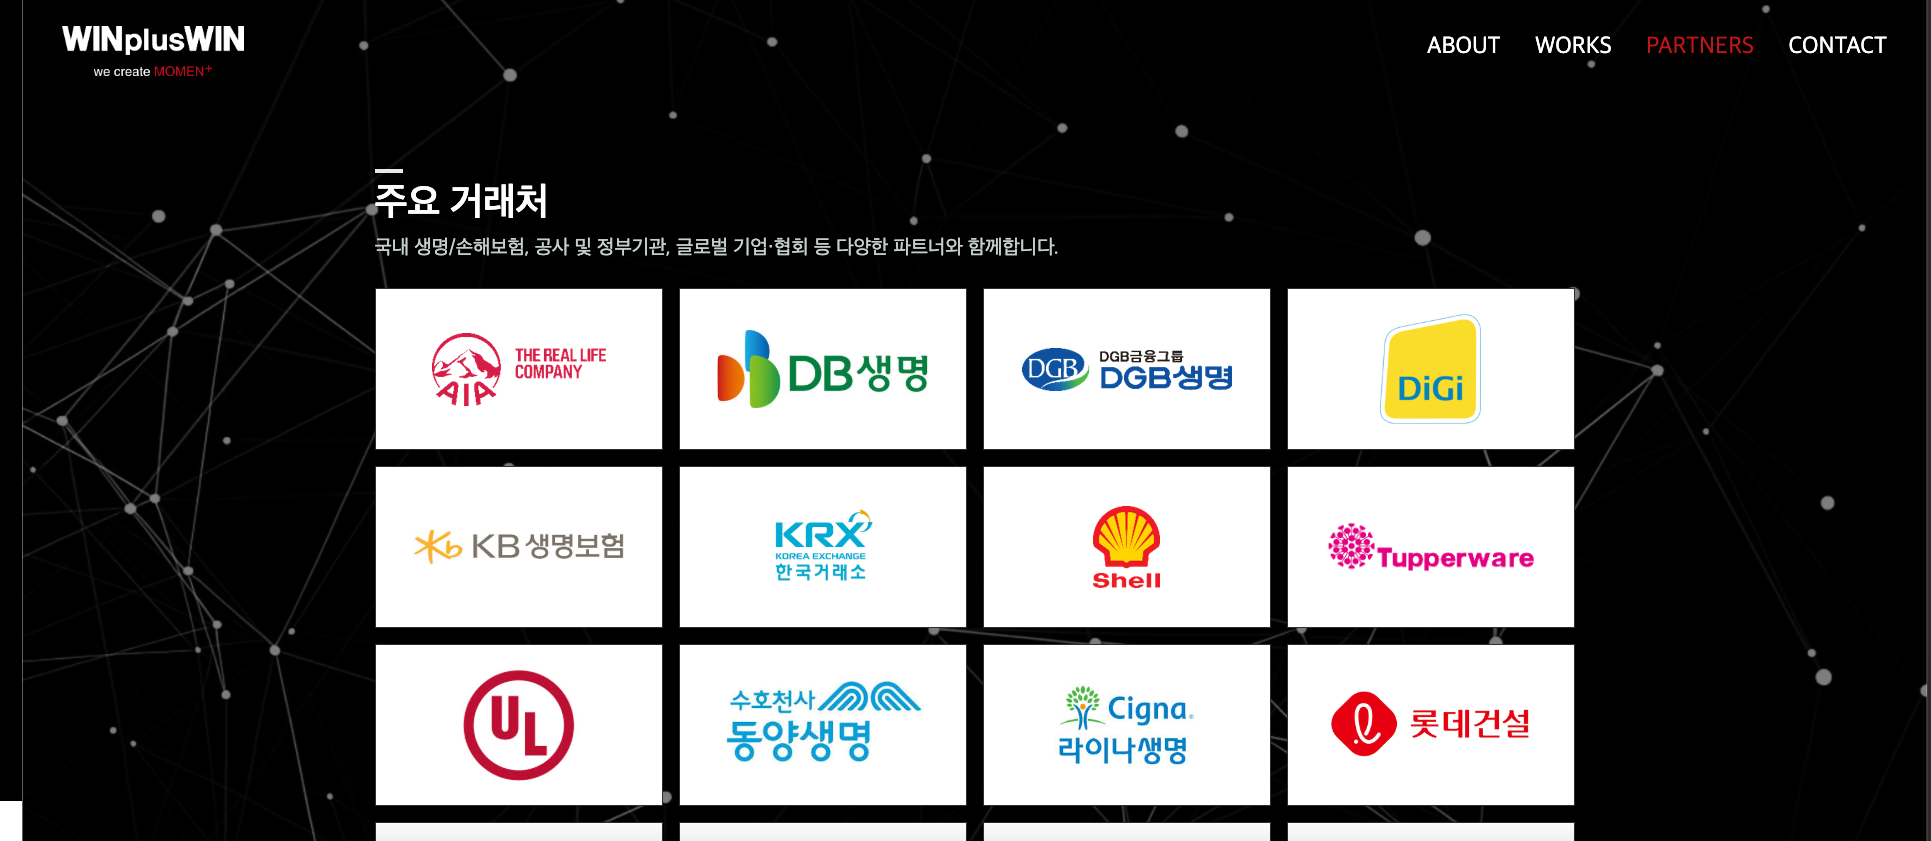 WINplusWIN
we create MOMEN+
ABOUT WORKS PARTNERS CONTACT
주요 거래처
국내 생명/손해보험, 공사 및 정부기관, 글로벌 기업·협회 등 다양한 파트너와 함께합니다.
AIA
THE REAL LIFE
COMPANY
DB생명
DGB
DGB금융그룹
DGB생명
DiGi
Kb KB 생명보험
KRX
KOREA EXCHANGE
한국거래소
Shell
Tupperware
UL
수호천사
동양생명
Cigna®
라이나생명
롯데건설